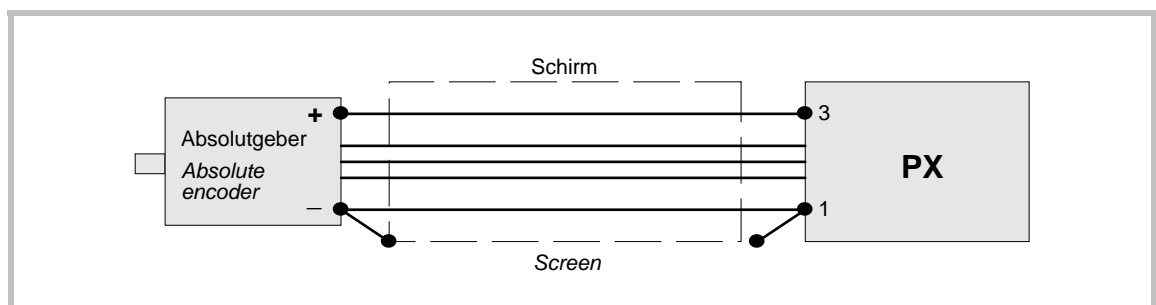 Schirm
+
3
Absolutgeber
Absolute
encoder
PX
–
1
Screen